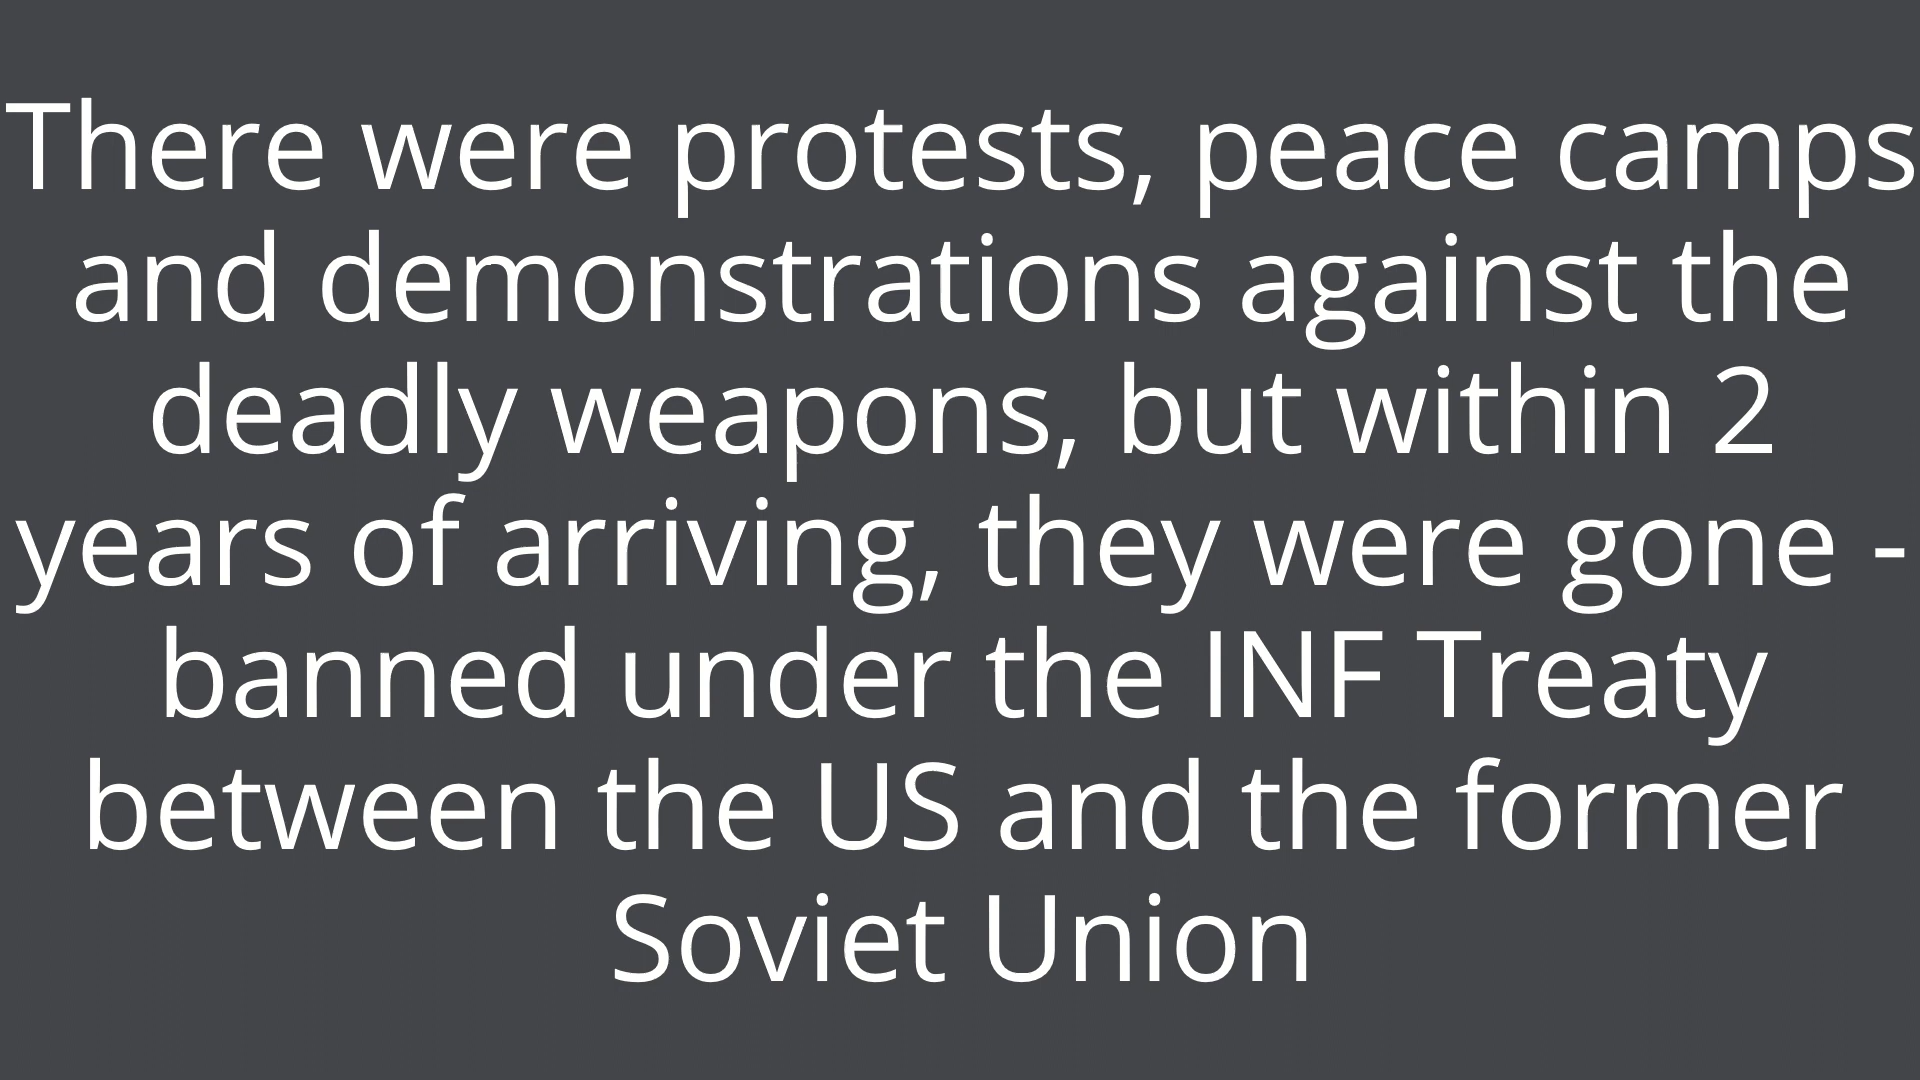 There were protests, peace camps
and demonstrations against the
deadly weapons, but within 2
years of arriving, they were gone -
banned under the INF Treaty
between the US and the former
Soviet Union